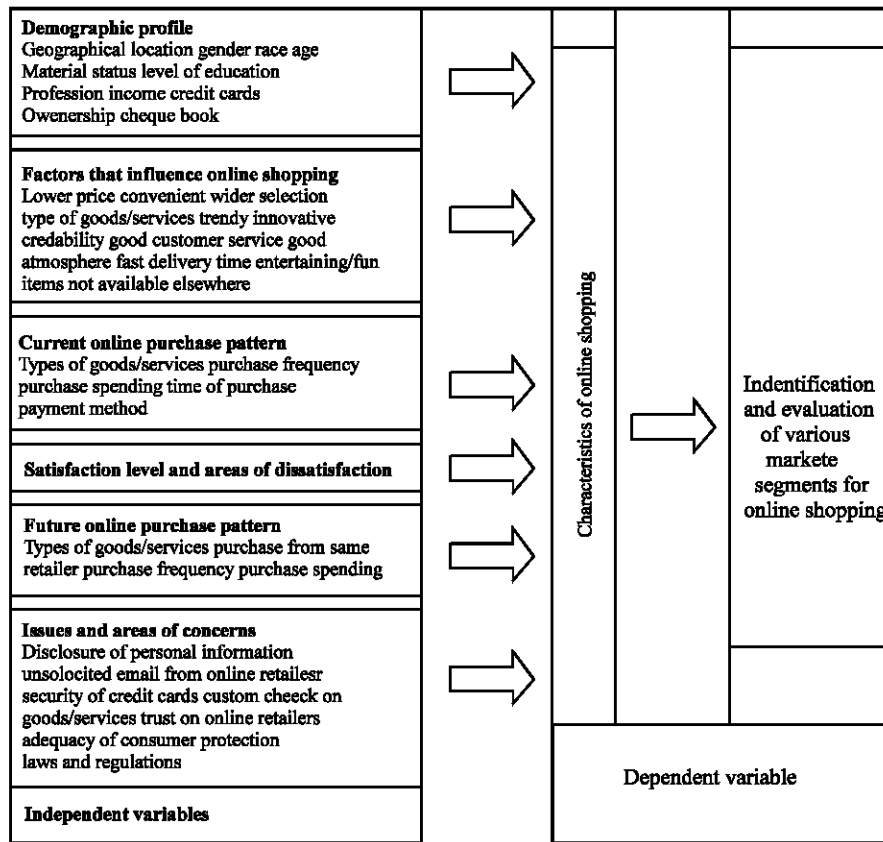 Demographic profile
Geographical location gender race age
Material status level of education
Profession income credit cards
Owenership cheque book
Factors that influence online shopping
Lower price convenient wider selection
type of goods/services trendy innovative
credability good customer service good
atmosphere fast delivery time entertaining/fun
items not available elsewhere
Current online purchase pattern
Types of goods/services purchase frequency
purchase spending time of purchase
payment method
Satisfaction level and areas of dissatisfaction
Future online purchase pattern
Types of goods/services purchase from same
retailer purchase frequency purchase spending
Issues and areas of concerns
Disclosure of personal information
unsolocited email from online retailesr
security of credit cards custom cheeck on
goods/services trust on online retailers
adequacy of consumer protection
laws and regulations
Independent variables
Characteristics of online shopping
Indentification
and evaluation
of various
markete
segments for
online shopping
Dependent variable